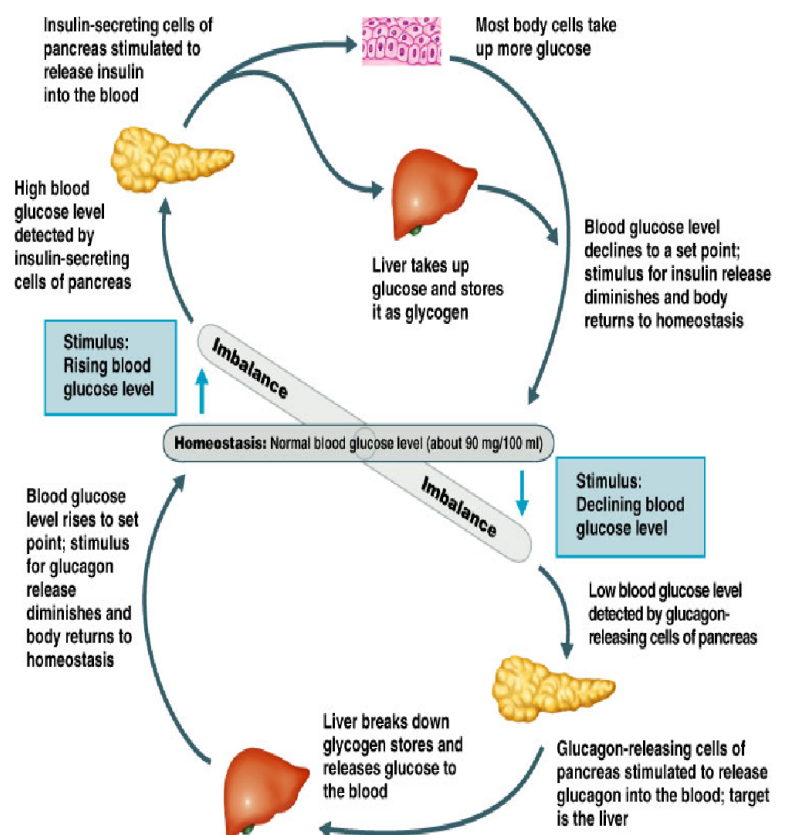 Insulin-secreting cells of
pancreas stimulated to
release insulin
into the blood
Most body cells take
up more glucose
High blood
glucose level
detected by
insulin-secreting
cells of pancreas
Liver takes up
glucose and stores
it as glycogen
Blood glucose level
declines to a set point;
stimulus for insulin release
diminishes and body
returns to homeostasis
Stimulus:
Rising blood
glucose level
Imbalance
Homeostasis: Normal blood glucose level (about 90 mg/100 ml)
Imbalance
Stimulus:
Declining blood
glucose level
Blood glucose
level rises to set
point; stimulus
for glucagon
release
diminishes and
body returns to
homeostasis
Low blood glucose level
detected by glucagon-
releasing cells of pancreas
Liver breaks down
glycogen stores and
releases glucose to
the blood
Glucagon-releasing cells of
pancreas stimulated to release
glucagon into the blood; target
is the liver